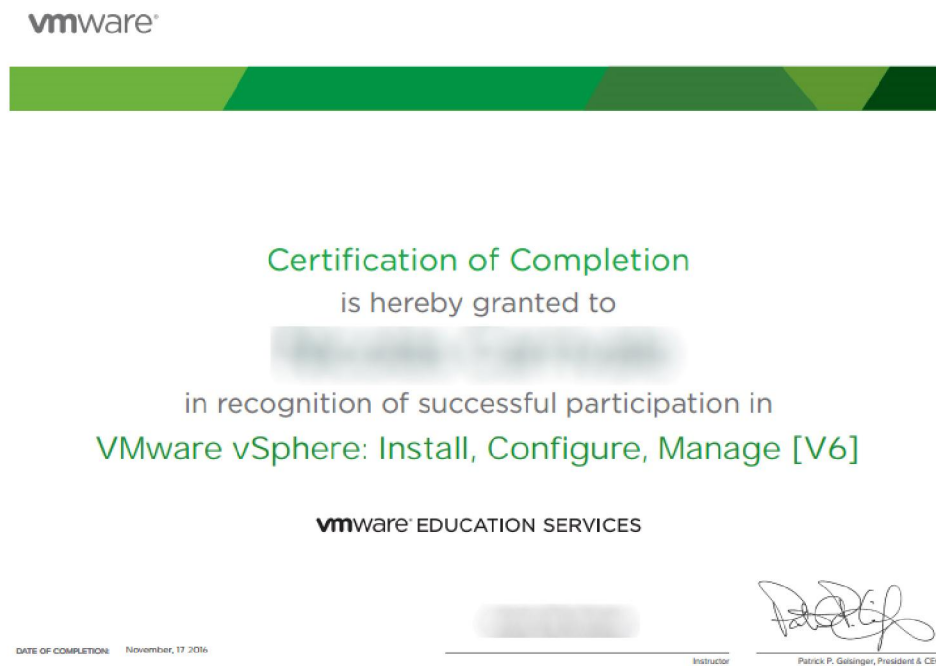 vmware®
Certification of Completion
is hereby granted to
in recognition of successful participation in
VMware vSphere: Install, Configure, Manage [V6]
vmware® EDUCATION SERVICES
DATE OF COMPLETION: November, 17 2016
Instructor
Patrick P. Gelsinger, President & CE